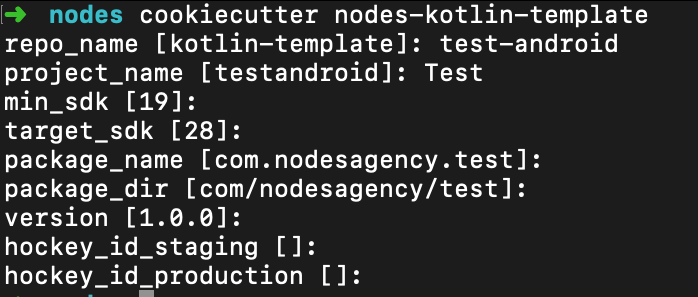 ➜ nodes cookiecutter nodes-kotlin-template
repo_name [kotlin-template]: test-android
project_name [testandroid]: Test
min_sdk [19]:
target_sdk [28]:
package_name [com.nodesagency.test]:
package_dir [com/nodesagency/test]:
version [1.0.0]:
hockey_id_staging []:
hockey_id_production []: